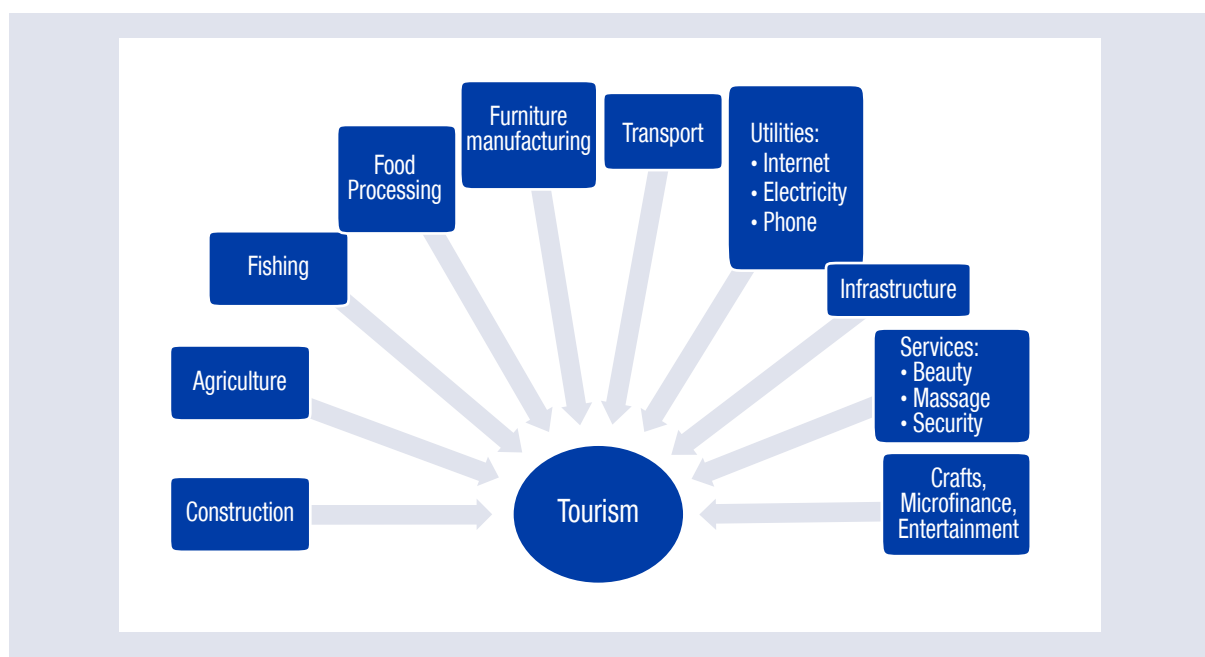 Furniture
manufacturing
Transport
Utilities:
• Internet
• Electricity
• Phone
Food
Processing
Fishing
Infrastructure
Agriculture
Services:
• Beauty
• Massage
• Security
Construction
Tourism
Crafts,
Microfinance,
Entertainment